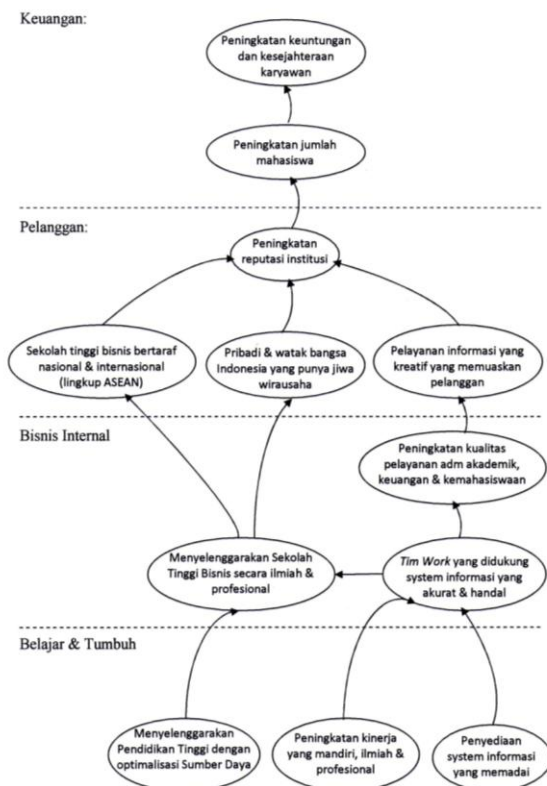 Keuangan:
Peningkatan keuntungan
dan kesejahteraan
karyawan
Peningkatan jumlah
mahasiswa
Pelanggan:
Peningkatan
reputasi institusi
Sekolah tinggi bisnis bertaraf
nasional & internasional
(lingkup ASEAN)
Pribadi & watak bangsa
Indonesia yang punya jiwa
wirausaha
Pelayanan informasi yang
kreatif yang memuaskan
pelanggan
Bisnis Internal
Peningkatan kualitas
pelayanan adm akademik,
keuangan & kemahasiswaan
Menyelenggarakan Sekolah
Tinggi Bisnis secara ilmiah &
profesional
Tim Work yang didukung
system informasi yang
akurat & handal
Belajar & Tumbuh
Menyelenggarakan
Pendidikan Tinggi dengan
optimalisasi Sumber Daya
Peningkatan kinerja
yang mandiri, ilmiah &
profesional
Penyediaan
system informasi
yang memadai